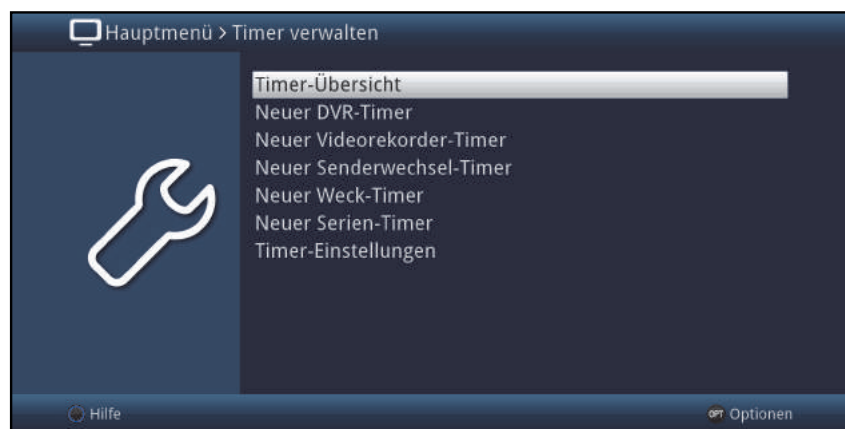 Hauptmenü > Timer verwalten
Timer-Übersicht
Neuer DVR-Timer
Neuer Videorekorder-Timer
Neuer Senderwechsel-Timer
Neuer Weck-Timer
Neuer Serien-Timer
Timer-Einstellungen
Hilfe OPT Optionen